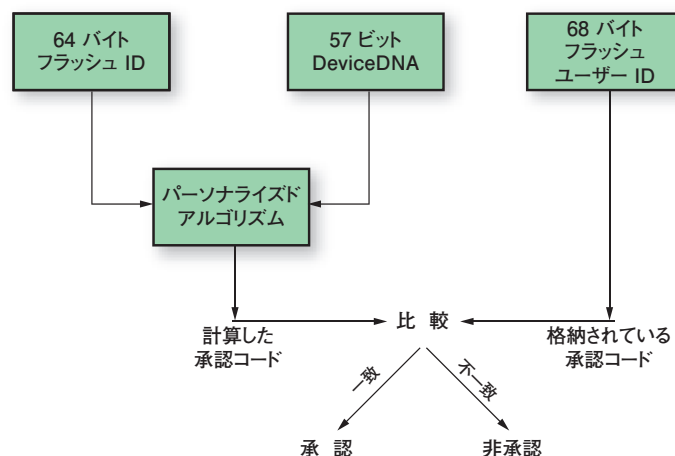 64 バイト
フラッシュ ID
57 ビット
DeviceDNA
68 バイト
フラッシュ
ユーザー ID
パーソナライズド
アルゴリズム
比 較
計算した
承認コード
格納されている
承認コード
一致
不一致
承 認
非承認